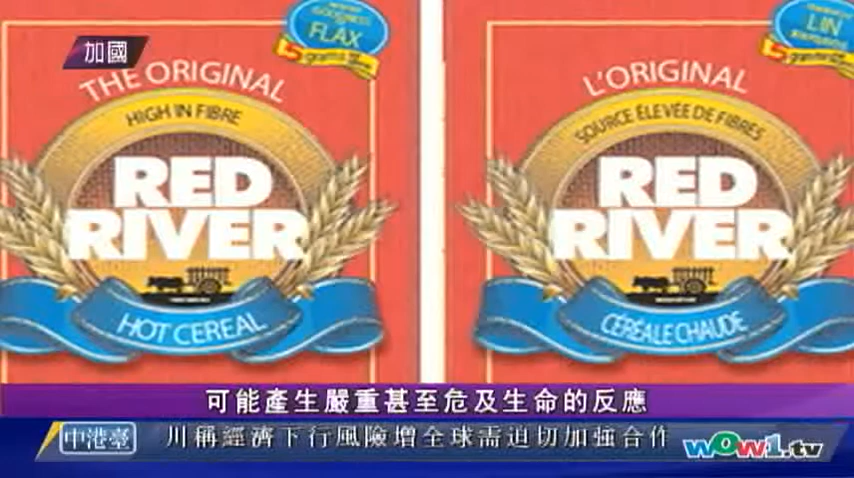 加國
GOODNESS OF
FLAX
THE ORIGINAL
HIGH IN FIBRE
RED
RIVER
HOT CEREAL
LIN
L'ORIGINAL
SOURCE ÉLEVÉE DE FIBRES
RED
RIVER
CÉRÉALE CHAUDE
可能產生嚴重甚至危及生命的反應
中港臺
川稱經濟下行風險增全球需迫切加強合作
wow1.tv